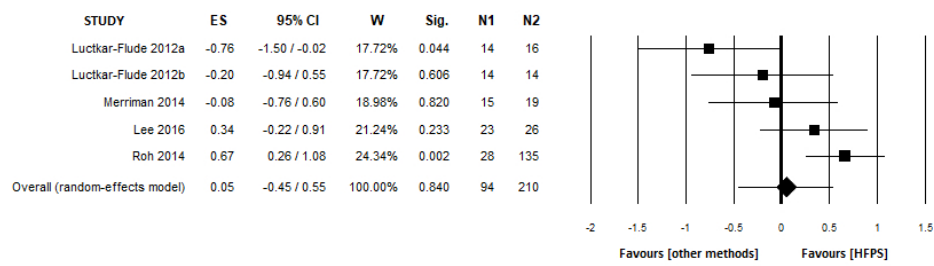 STUDY ES 95% CI W Sig. N1 N2
Luctkar-Flude 2012a -0.76 -1.50 / -0.02 17.72% 0.044 14 16
Luctkar-Flude 2012b -0.20 -0.94 / 0.55 17.72% 0.606 14 14
Merriman 2014 -0.08 -0.76 / 0.60 18.98% 0.820 15 19
Lee 2016 0.34 -0.22 / 0.91 21.24% 0.233 23 26
Roh 2014 0.67 0.26 / 1.08 24.34% 0.002 28 135
Overall (random-effects model) 0.05 -0.45 / 0.55 100.00% 0.840 94 210
-2 -1.5 -1 -0.5 0 0.5 1 1.5
Favours [other methods] Favours [HFPS]